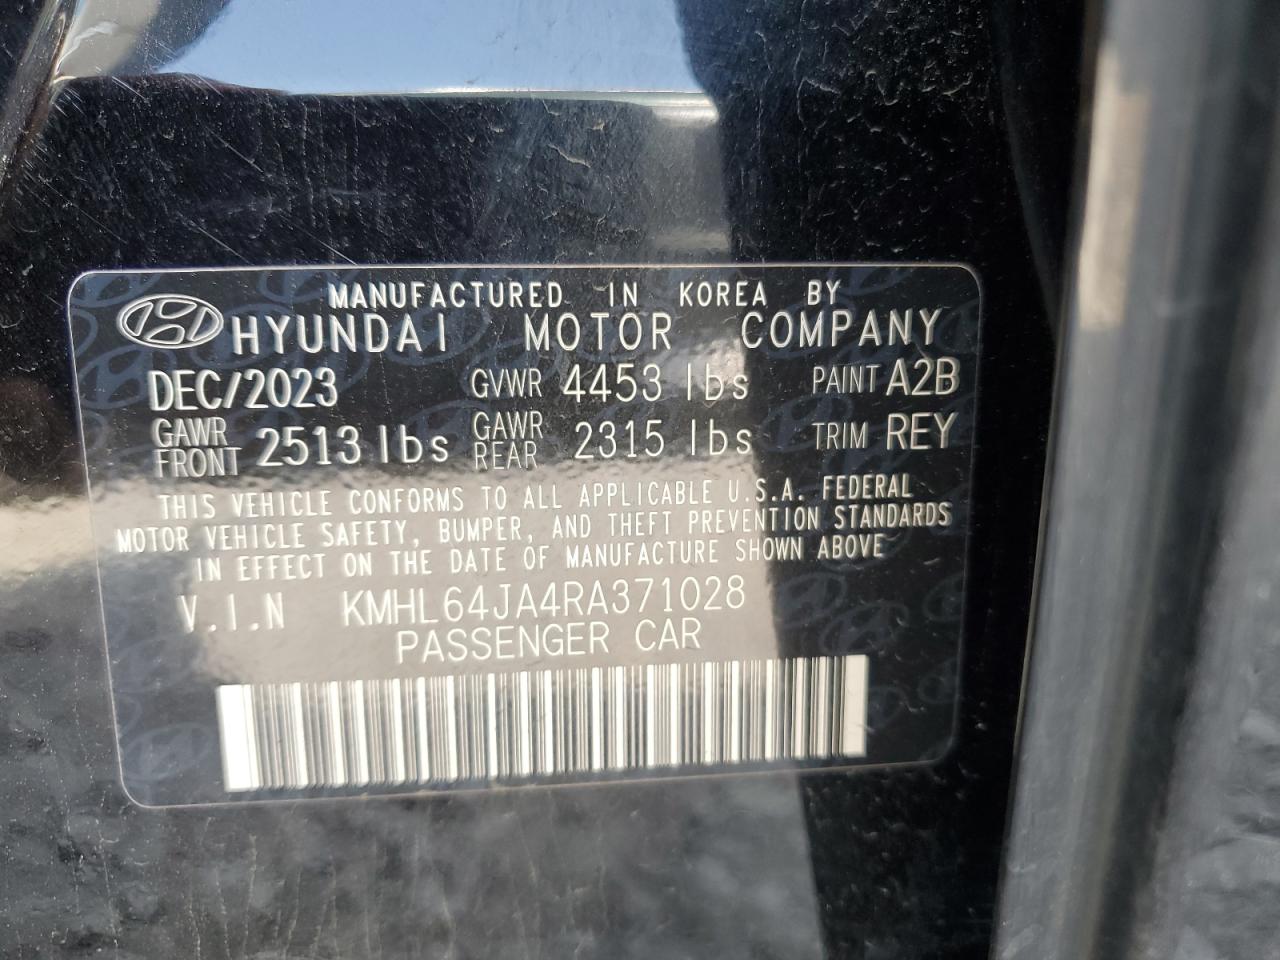 MANUFACTURED IN KOREA BY
HYUNDAI MOTOR COMPANY
DEC/2023 GVWR 4453 lbs PAINT A2B
GAWR FRONT 2513 lbs GAWR REAR 2315 lbs TRIM REY
THIS VEHICLE CONFORMS TO ALL APPLICABLE U.S.A. FEDERAL
MOTOR VEHICLE SAFETY, BUMPER, AND THEFT PREVENTION STANDARDS
IN EFFECT ON THE DATE OF MANUFACTURE SHOWN ABOVE
V.I.N KMHL64JA4RA371028
PASSENGER CAR